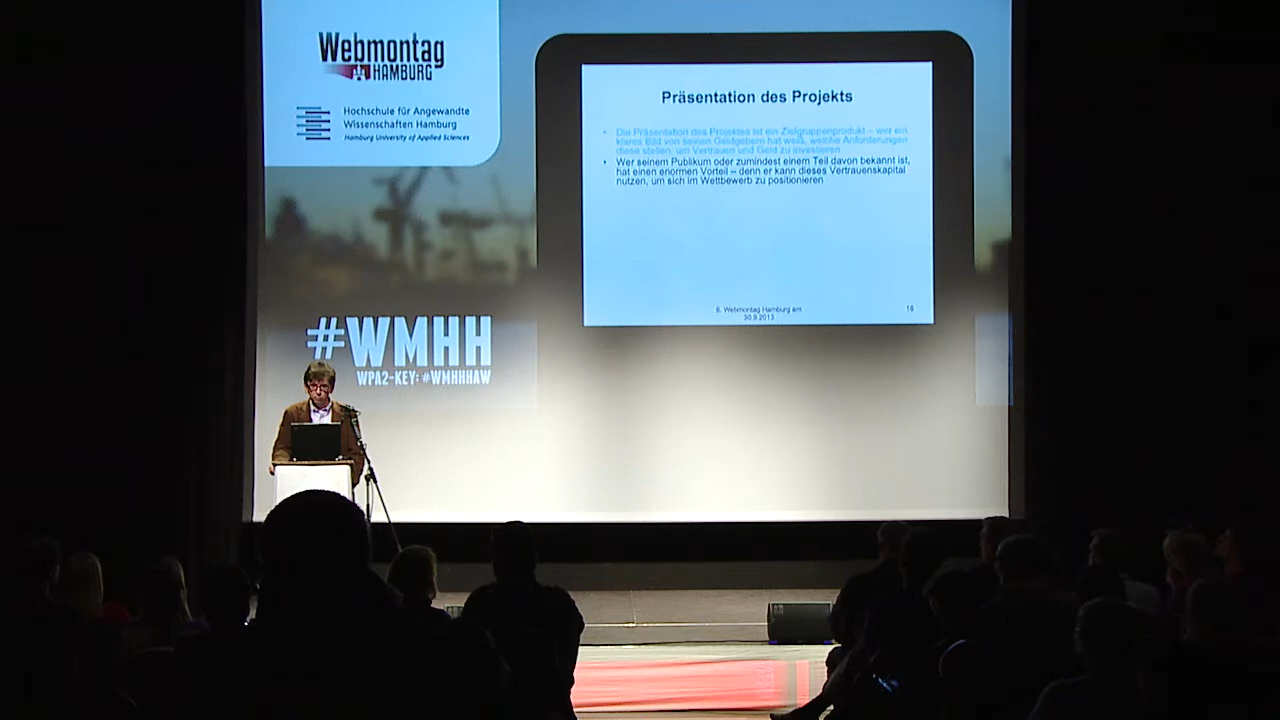 Webmontag
HAMBURG
Hochschule für Angewandte
Wissenschaften Hamburg
Hamburg University of Applied Sciences
Präsentation des Projekts
• Die Präsentation des Projektes ist ein Zielgruppenprodukt – wer ein
klares Bild von seinen Geldgebern hat weiß, welche Anforderungen
diese stellen, um Vertrauen und Geld zu investieren
• Wer seinem Publikum oder zumindest einem Teil davon bekannt ist,
hat einen enormen Vorteil – denn er kann dieses Vertrauenskapital
nutzen, um sich im Wettbewerb zu positionieren
6. Webmontag Hamburg am
30.9.2013
16
#WMHH
WPA2-KEY: #WMHHHAW